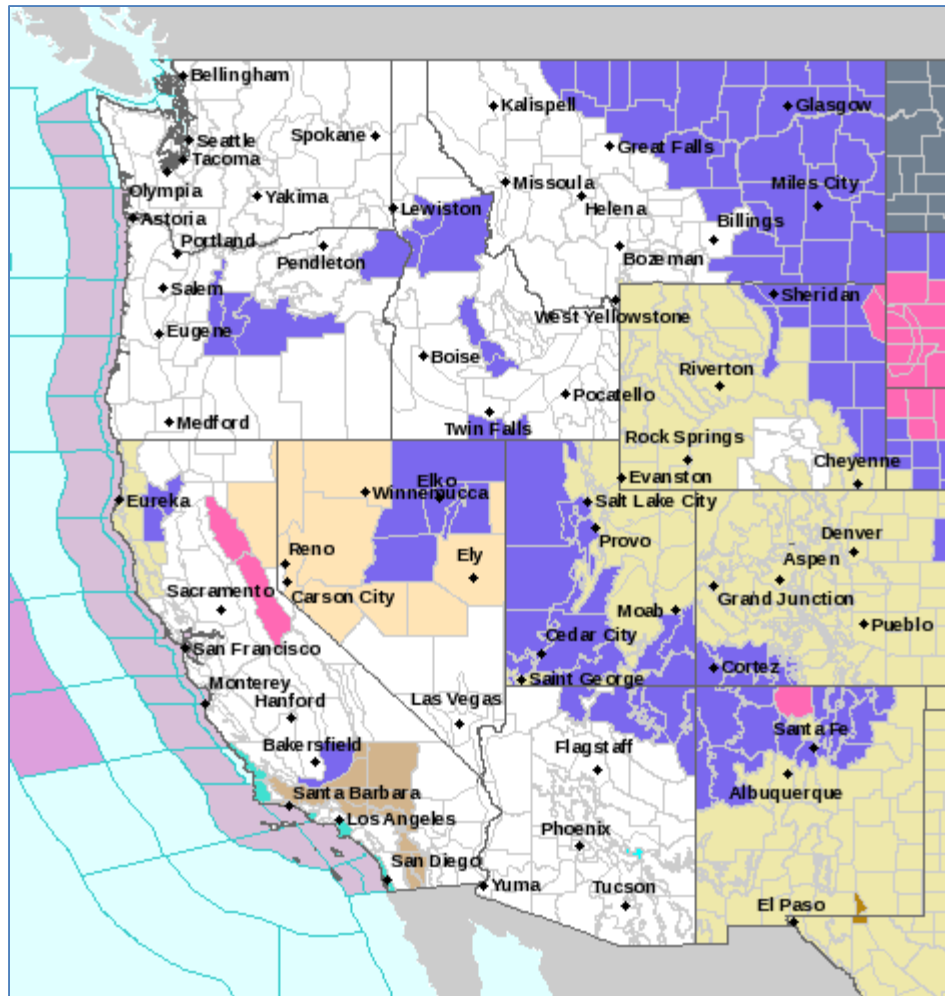 Bellingham
Kalispell
Glasgow
Seattle
Spokane
Great Falls
Tacoma
Olympia
Missoula
Miles City
Yakima
Helena
Lewiston
Astoria
Billings
Portland
Bozeman
Pendleton
Salem
Sheridan
West Yellowstone
Eugene
Boise
Riverton
Pocatello
Medford
Twin Falls
Rock Springs
Cheyenne
Elko
Evanston
Winnemucca
Eureka
Salt Lake City
Provo
Denver
Reno
Ely
Aspen
Sacramento
Carson City
Grand Junction
Moab
Pueblo
Cedar City
San Francisco
Cortez
Saint George
Monterey
Hanford
Las Vegas
Santa Fe
Bakersfield
Flagstaff
Albuquerque
Santa Barbara
Los Angeles
Phoenix
San Diego
Yuma
Tucson
El Paso